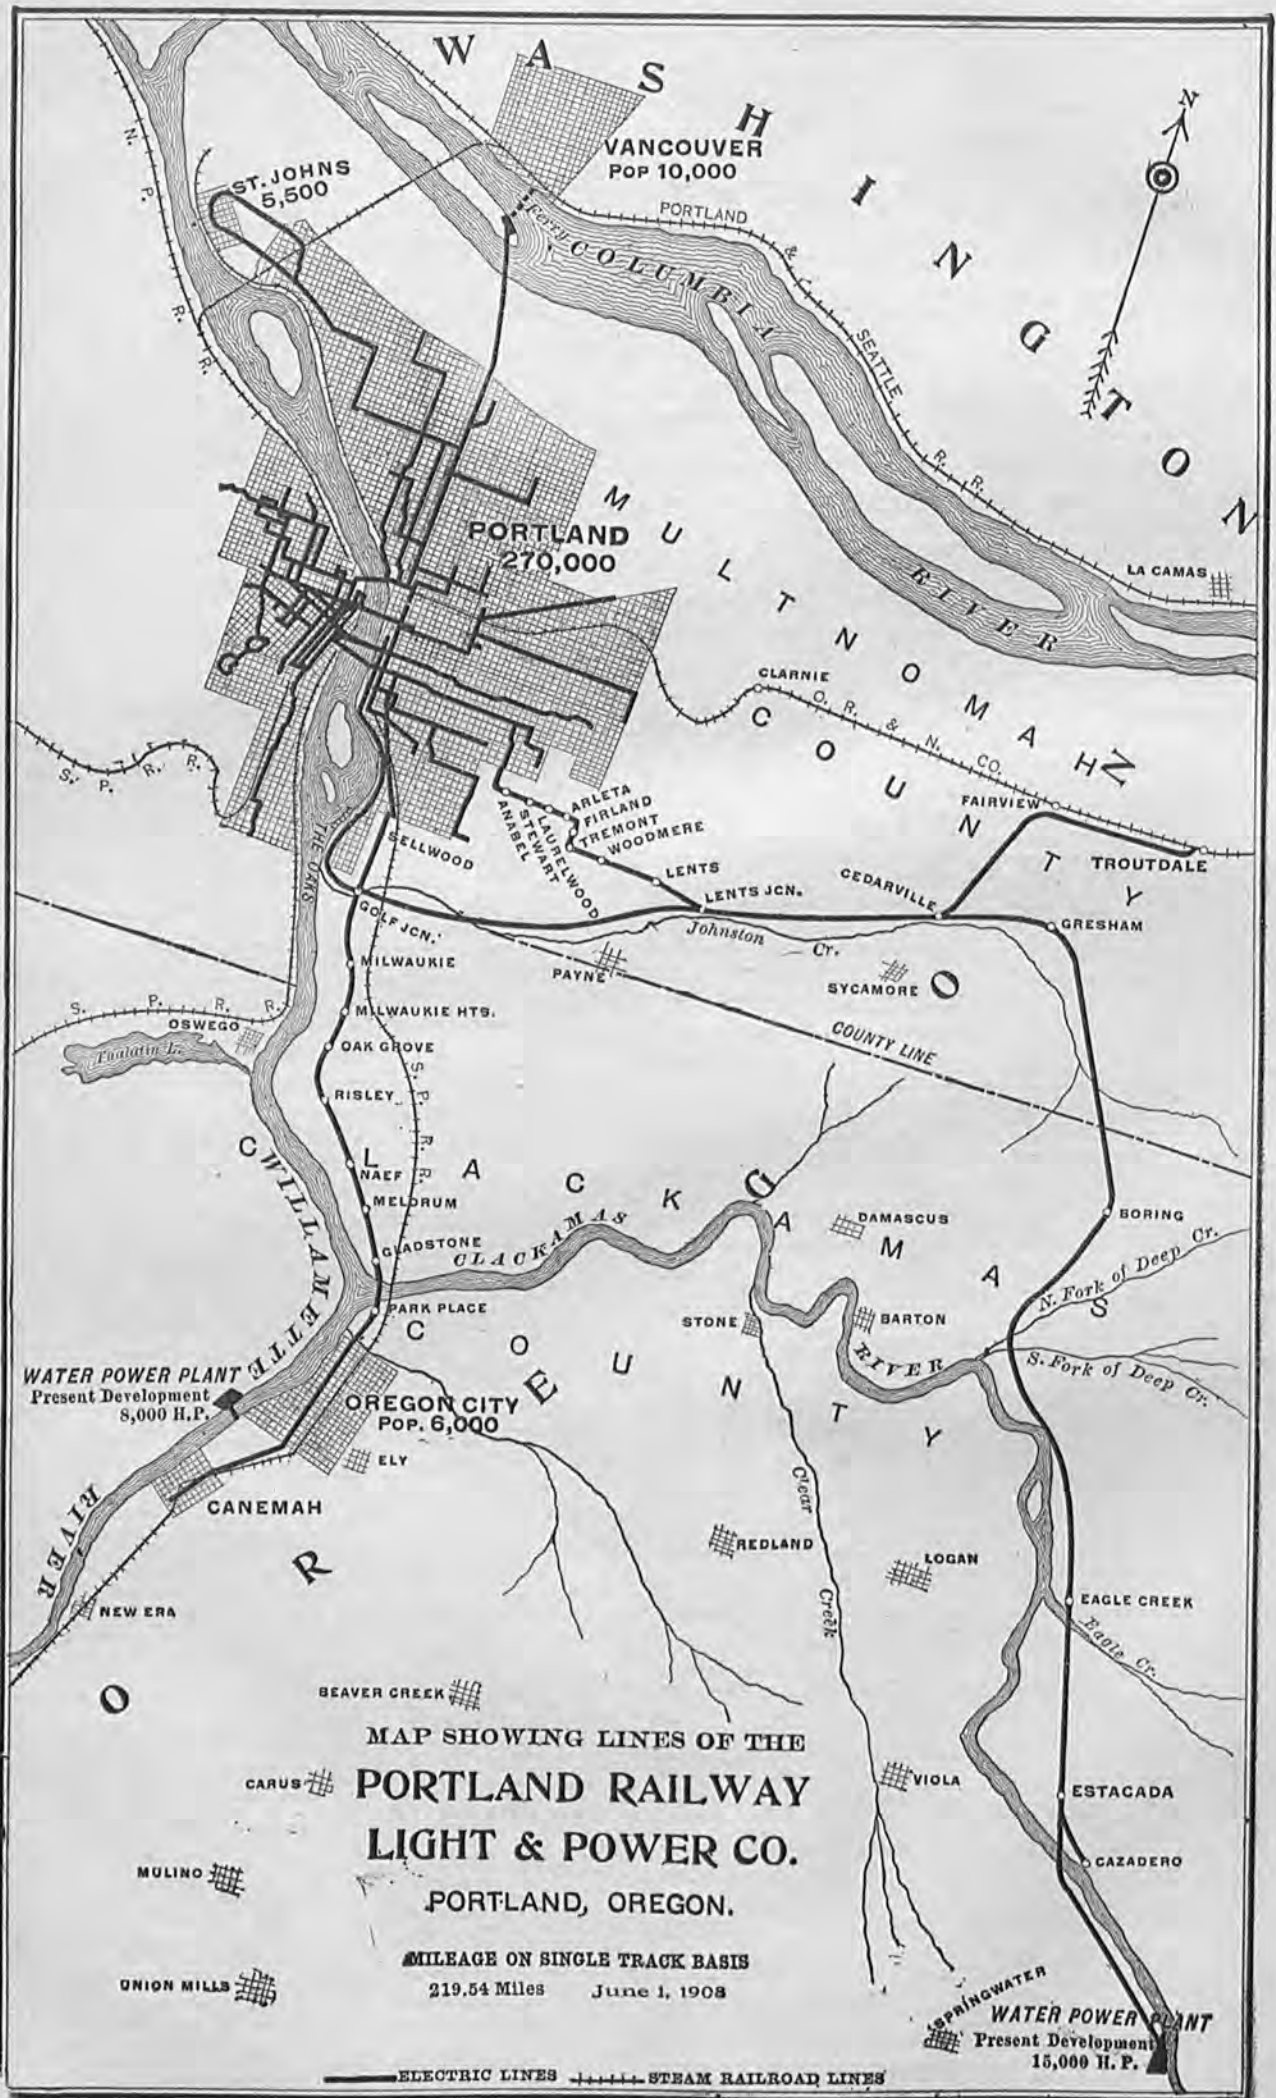 WASHINGTON
N
VANCOUVER
POP 10,000
ST. JOHNS
5,500
N. P. R. R.
Ferry
PORTLAND & SEATTLE R. R.
COLUMBIA
RIVER
LA CAMAS
PORTLAND
270,000
MULTNOMAH
COUNTY
CLARNIE
O. R. & N. CO.
FAIRVIEW
TROUTDALE
S. P. R. R.
ARLETA
FIRLAND
TREMONT
WOODMERE
ANABEL
STEWART
LAURELWOOD
LENTS
LENTS JCN.
CEDARVILLE
GRESHAM
SELLWOOD
THE OAKS
GOLF JCN.
Johnston Cr.
PAYNE
SYCAMORE
COUNTY LINE
MILWAUKIE
MILWAUKIE HTS.
S. P. R. R.
OSWEGO
Tualatin L.
OAK GROVE
S. P. R. R.
RISLEY
NAEF
MELDRUM
GLADSTONE
PARK PLACE
WILLAMETTE
RIVER
CLACKAMAS
COUNTY
CLACKAMAS
RIVER
DAMASCUS
BORING
N. Fork of Deep Cr.
S. Fork of Deep Cr.
STONE
BARTON
WATER POWER PLANT
Present Development
8,000 H.P.
OREGON CITY
POP. 6,000
ELY
CANEMAH
OREGON
NEW ERA
Clear
Creek
REDLAND
LOGAN
EAGLE CREEK
Eagle Cr.
BEAVER CREEK
CARUS
VIOLA
ESTACADA
CAZADERO
MULINO
UNION MILLS
MAP SHOWING LINES OF THE
PORTLAND RAILWAY
LIGHT & POWER CO.
PORTLAND, OREGON.
MILEAGE ON SINGLE TRACK BASIS
219.54 Miles June 1, 1908
SPRINGWATER
WATER POWER PLANT
Present Development
15,000 H. P.
ELECTRIC LINES STEAM RAILROAD LINES